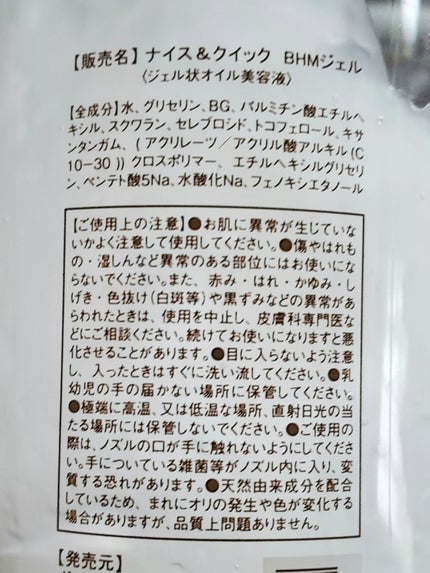 【販売名】ナイス&クイック BHMジェル
〈ジェル状オイル美容液〉
【全成分】水、グリセリン、BG、パルミチン酸エチルヘ
キシル、スクワラン、セレブロシド、トコフェロール、キサ
ンタンガム、(アクリレーツ/アクリル酸アルキル(C
10-30))クロスポリマー、エチルヘキシルグリセリ
ン、ペンテト酸5Na、水酸化Na、フェノキシエタノール
【ご使用上の注意】●お肌に異常が生じていな
いかよく注意して使用してください。●傷やはれも
の・湿しん等異常のある部位にはお使いにな
らないでください。また、赤み・はれ・かゆみ・し
げき・色抜け(白斑等)や黒ずみなどの異常があ
らわれたときは、使用を中止し、皮膚科専門医な
どにご相談ください。続けてお使いになりますと悪
化させることがあります。●目に入らないよう注意
し、入ったときはすぐに洗い流してください。●乳
幼児の手の届かない場所に保管してください。
●極端に高温、又は低温な場所、直射日光の当
たる場所には保管しないでください。●ご使用の
際は、ノズルの口が手に触れないようにしてくださ
い。手についている雑菌等がノズル内に入り、変
質する恐れがあります。●天然由来成分を配合
しているため、まれにオリの発生や色が変化する
場合がありますが、品質上問題ありません。
【発売元】